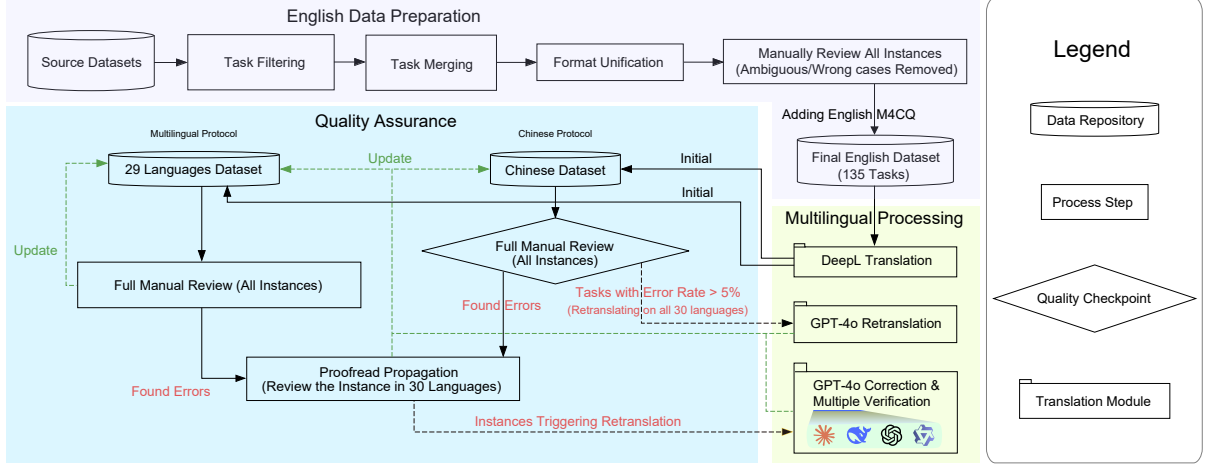 English Data Preparation
Source Datasets
Task Filtering
Task Merging
Format Unification
Manually Review All Instances
(Ambiguous/Wrong cases Removed)
Adding English M4CQ
Final English Dataset
(135 Tasks)
Quality Assurance
Multilingual Protocol
Chinese Protocol
29 Languages Dataset
Update
Chinese Dataset
Initial
Initial
Update
Full Manual Review (All Instances)
Full Manual Review
(All Instances)
Found Errors
Tasks with Error Rate > 5%
(Retranslating on all 30 languages)
Found Errors
Proofread Propagation
(Review the Instance in 30 Languages)
Instances Triggering Retranslation
Multilingual Processing
DeepL Translation
GPT-4o Retranslation
GPT-4o Correction &
Multiple Verification
Legend
Data Repository
Process Step
Quality Checkpoint
Translation Module